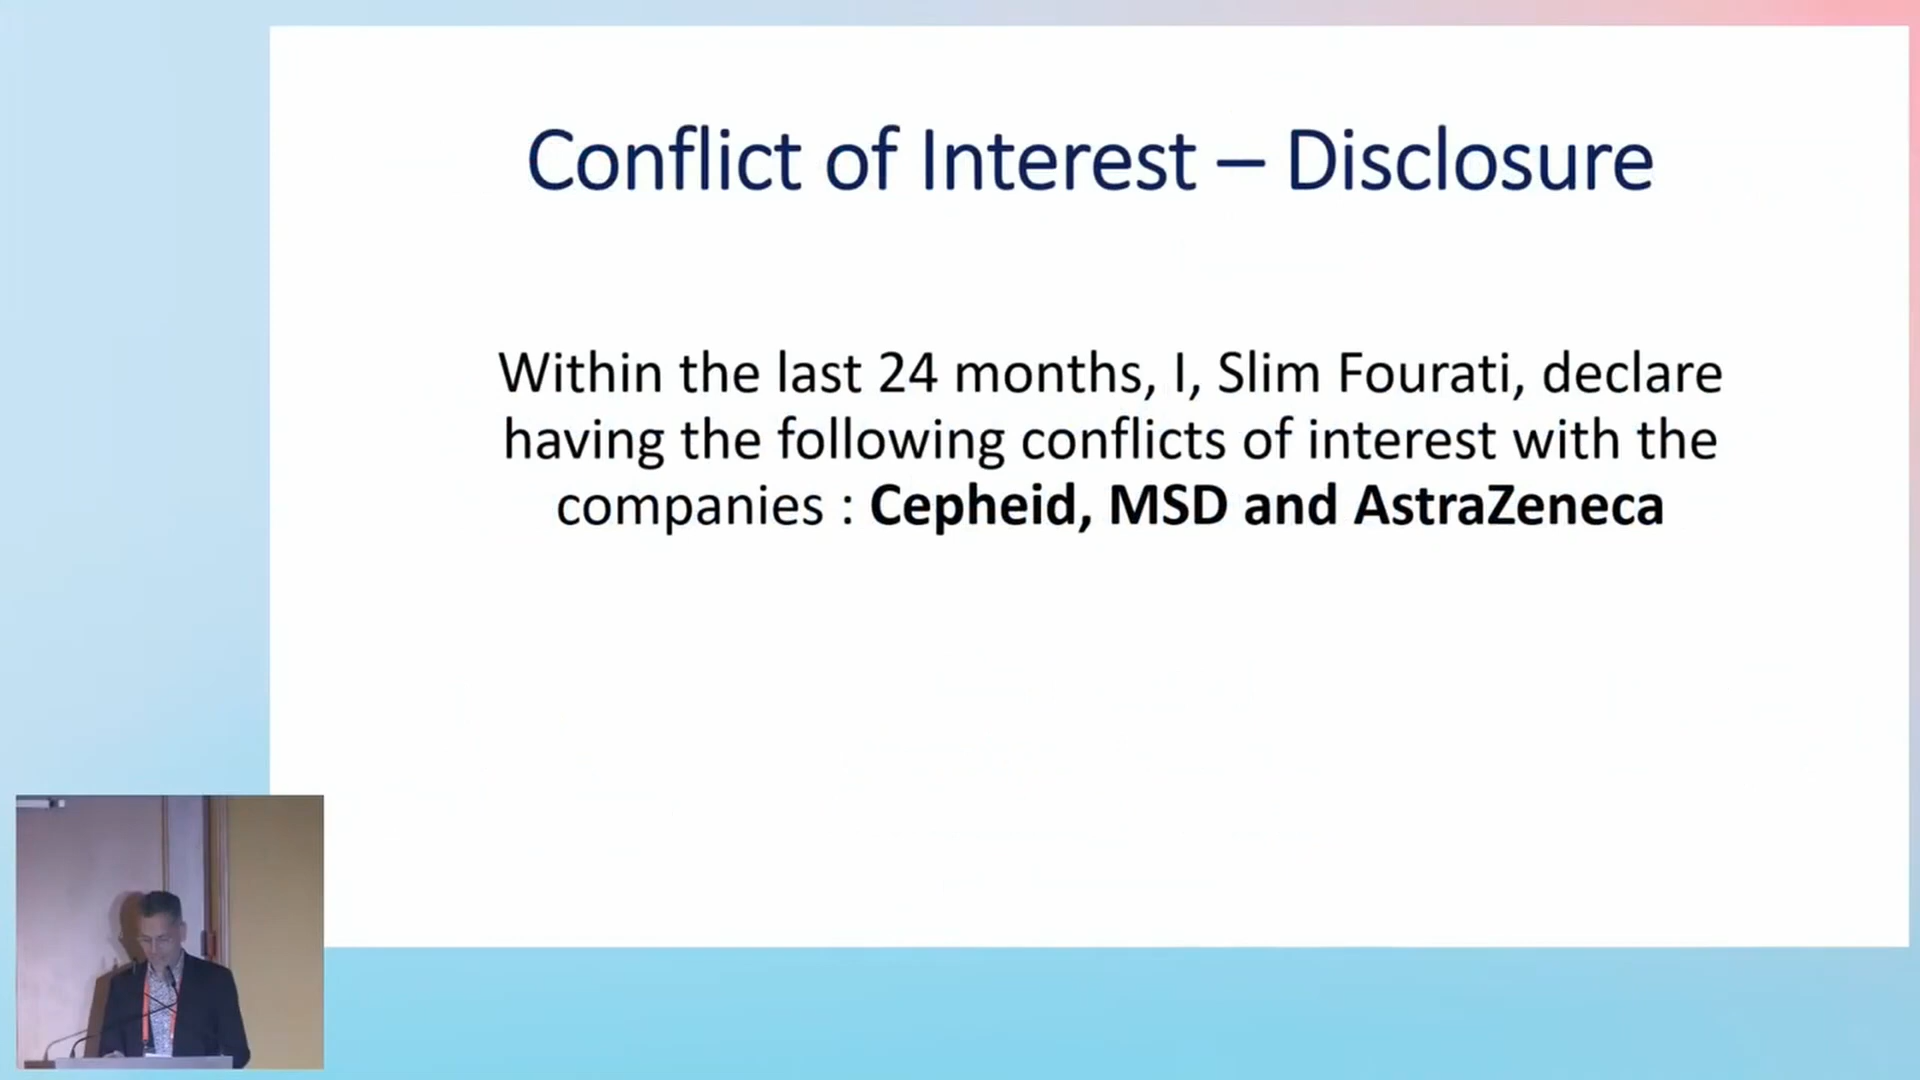 Conflict of Interest – Disclosure
Within the last 24 months, I, Slim Fourati, declare
having the following conflicts of interest with the
companies : Cepheid, MSD and AstraZeneca